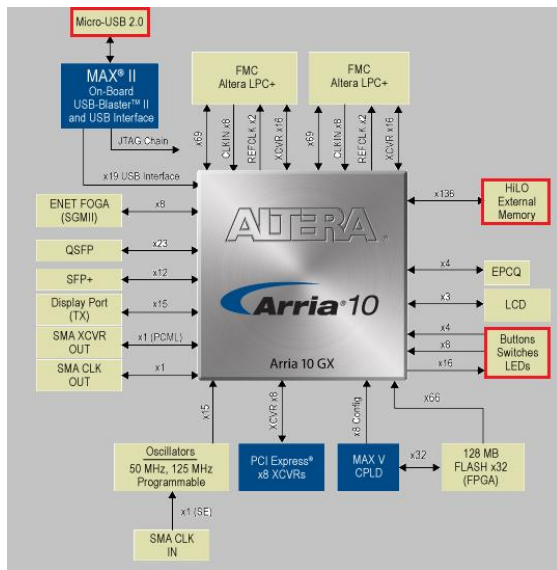 Micro-USB 2.0
MAX® II
On-Board
USB-Blaster™ II
and USB Interface
FMC
Altera LPC+
FMC
Altera LPC+
JTAG Chain
x69
CLKIN x8
REFCLK x2
XCVR x16
x69
CLKIN x8
REFCLK x2
XCVR x16
x19 USB Interface
ENET FOGA
(SGMII)
x8
QSFP
x23
SFP+
x12
Display Port
(TX)
x15
SMA XCVR
OUT
x1 (PCML)
SMA CLK
OUT
x1
ALTERA®
Arria® 10
Arria 10 GX
x136
HiLO
External
Memory
x4
EPCQ
x3
LCD
x4
x8
x16
Buttons
Switches
LEDs
x15
XCVR x8
x8 Config
x66
Oscillators
50 MHz, 125 MHz
Programmable
PCI Express®
x8 XCVRs
MAX V
CPLD
x32
128 MB
FLASH x32
(FPGA)
x1 (SE)
SMA CLK
IN